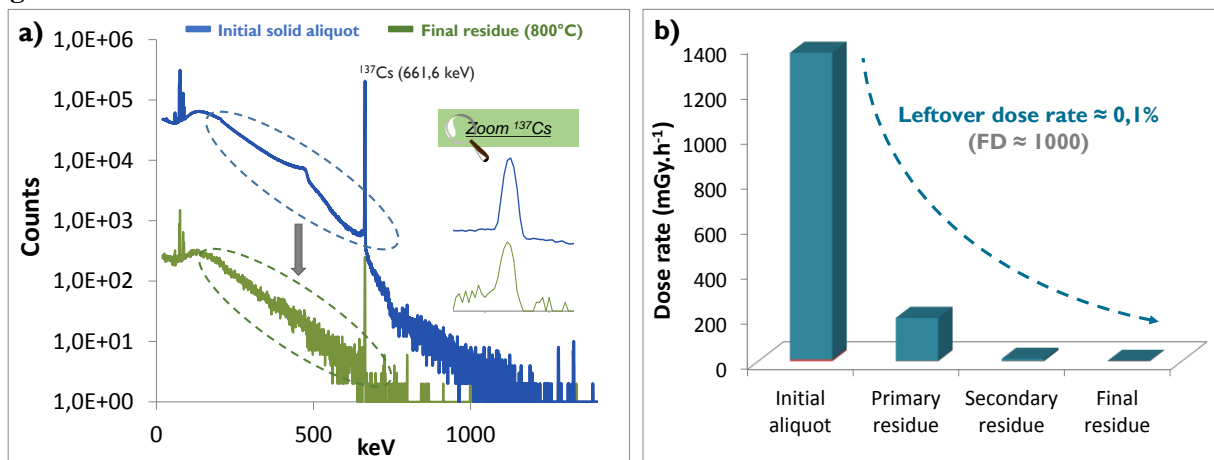 a)
Initial solid aliquot
Final residue (800°C)
1,0E+06
1,0E+05
1,0E+04
1,0E+03
1,0E+02
1,0E+01
1,0E+00
Counts
¹³⁷Cs (661,6 keV)
Zoom ¹³⁷Cs
0
500
1000
keV
b)
1400
1200
1000
800
600
400
200
0
Dose rate (mGy.h⁻¹)
Leftover dose rate ≈ 0,1%
(FD ≈ 1000)
Initial
aliquot
Primary
residue
Secondary
residue
Final
residue